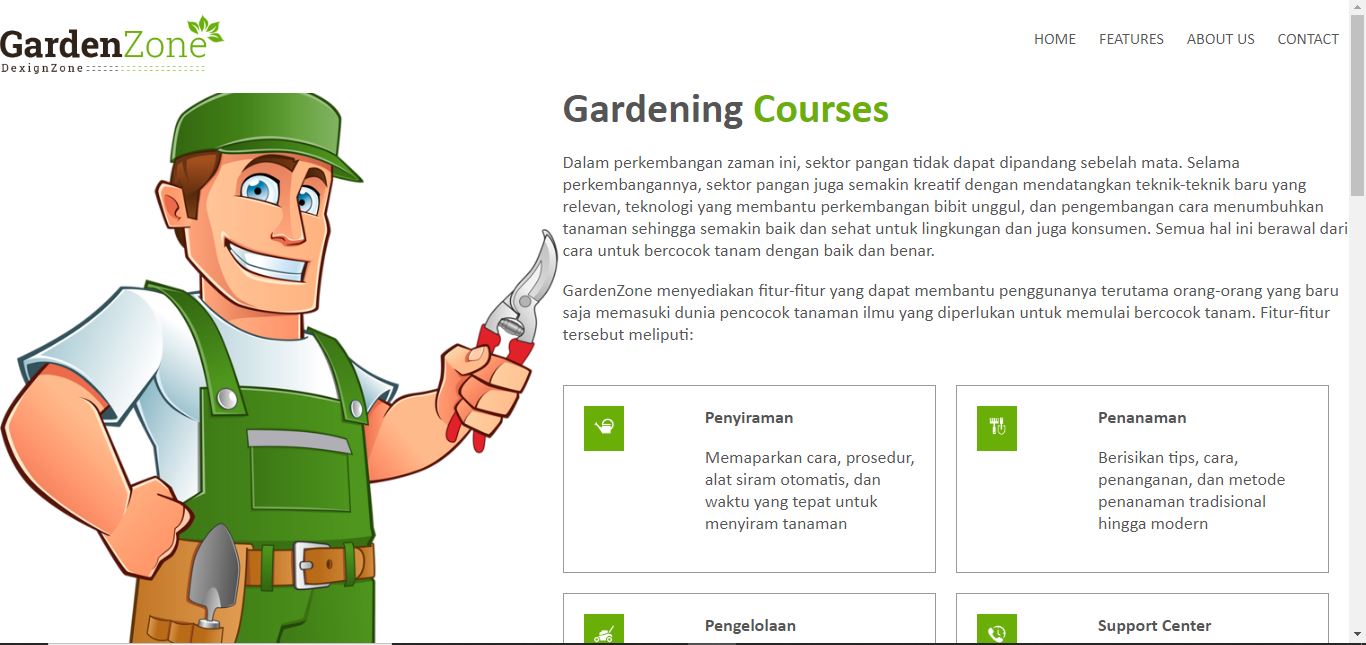 GardenZone
DexignZone
HOME FEATURES ABOUT US CONTACT
Gardening Courses
Dalam perkembangan zaman ini, sektor pangan tidak dapat dipandang sebelah mata. Selama
perkembangannya, sektor pangan juga semakin kreatif dengan mendatangkan teknik-teknik baru yang
relevan, teknologi yang membantu perkembangan bibit unggul, dan pengembangan cara menumbuhkan
tanaman sehingga semakin baik dan sehat untuk lingkungan dan juga konsumen. Semua hal ini berawal dari
cara untuk bercocok tanam dengan baik dan benar.
GardenZone menyediakan fitur-fitur yang dapat membantu penggunanya terutama orang-orang yang baru
saja memasuki dunia pencocok tanaman ilmu yang diperlukan untuk memulai bercocok tanam. Fitur-fitur
tersebut meliputi:
Penyiraman
Memaparkan cara, prosedur,
alat siram otomatis, dan
waktu yang tepat untuk
menyiram tanaman
Penanaman
Berisikan tips, cara,
penanganan, dan metode
penanaman tradisional
hingga modern
Pengelolaan
Support Center